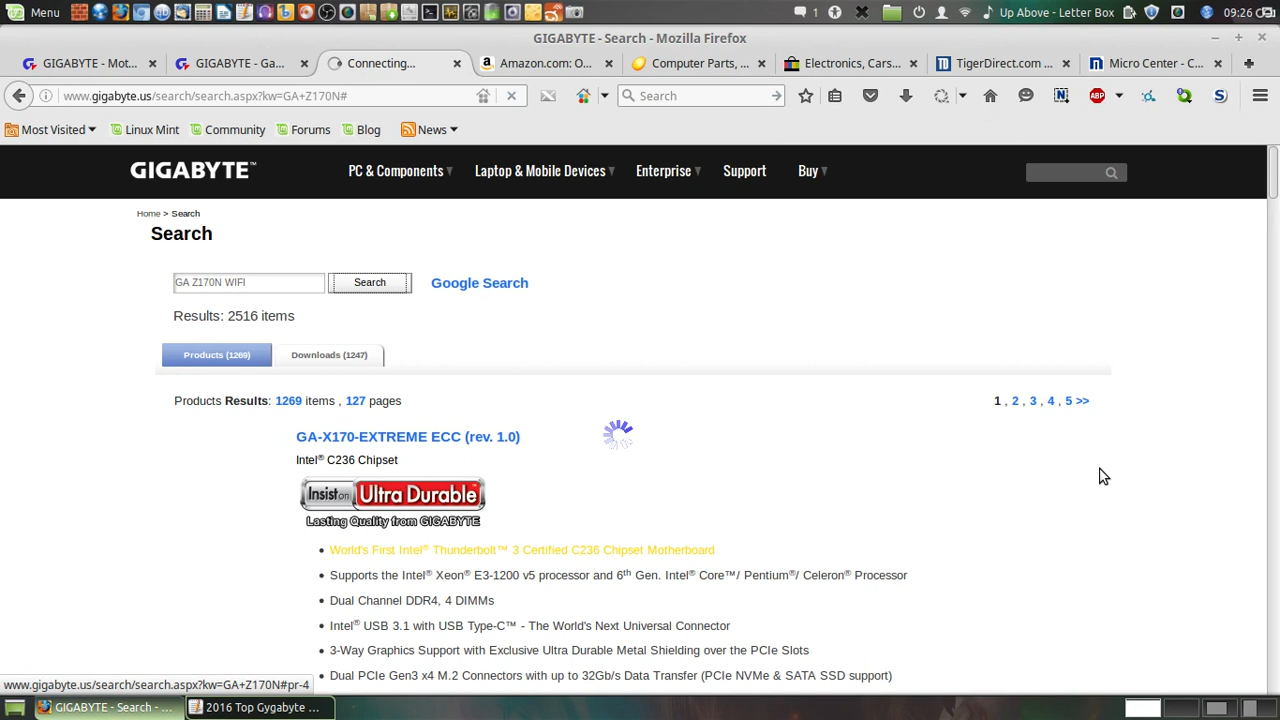 Menu 1 Up Above - Letter Box 09:26
GIGABYTE - Search - Mozilla Firefox
GIGABYTE - Mot... GIGABYTE - Ga... Connecting... Amazon.com: O... Computer Parts, ... Electronics, Cars... TigerDirect.com ... Micro Center - C...
www.gigabyte.us/search/search.aspx?kw=GA+Z170N# Search ABP
Most Visited Linux Mint Community Forums Blog News
GIGABYTE™ PC & Components Laptop & Mobile Devices Enterprise Support Buy
Home > Search
Search
GA Z170N WIFI Search Google Search
Results: 2516 items
Products (1269) Downloads (1247)
Products Results: 1269 items , 127 pages 1 , 2 , 3 , 4 , 5 >>
GA-X170-EXTREME ECC (rev. 1.0)
Intel® C236 Chipset
Insist on Ultra Durable
Lasting Quality from GIGABYTE
• World's First Intel® Thunderbolt™ 3 Certified C236 Chipset Motherboard
• Supports the Intel® Xeon® E3-1200 v5 processor and 6th Gen. Intel® Core™/ Pentium®/ Celeron® Processor
• Dual Channel DDR4, 4 DIMMs
• Intel® USB 3.1 with USB Type-C™ - The World's Next Universal Connector
• 3-Way Graphics Support with Exclusive Ultra Durable Metal Shielding over the PCIe Slots
• Dual PCIe Gen3 x4 M.2 Connectors with up to 32Gb/s Data Transfer (PCIe NVMe & SATA SSD support)
www.gigabyte.us/search/search.aspx?kw=GA+Z170N#pr-4
GIGABYTE - Search - ... 2016 Top Gygabyte ...